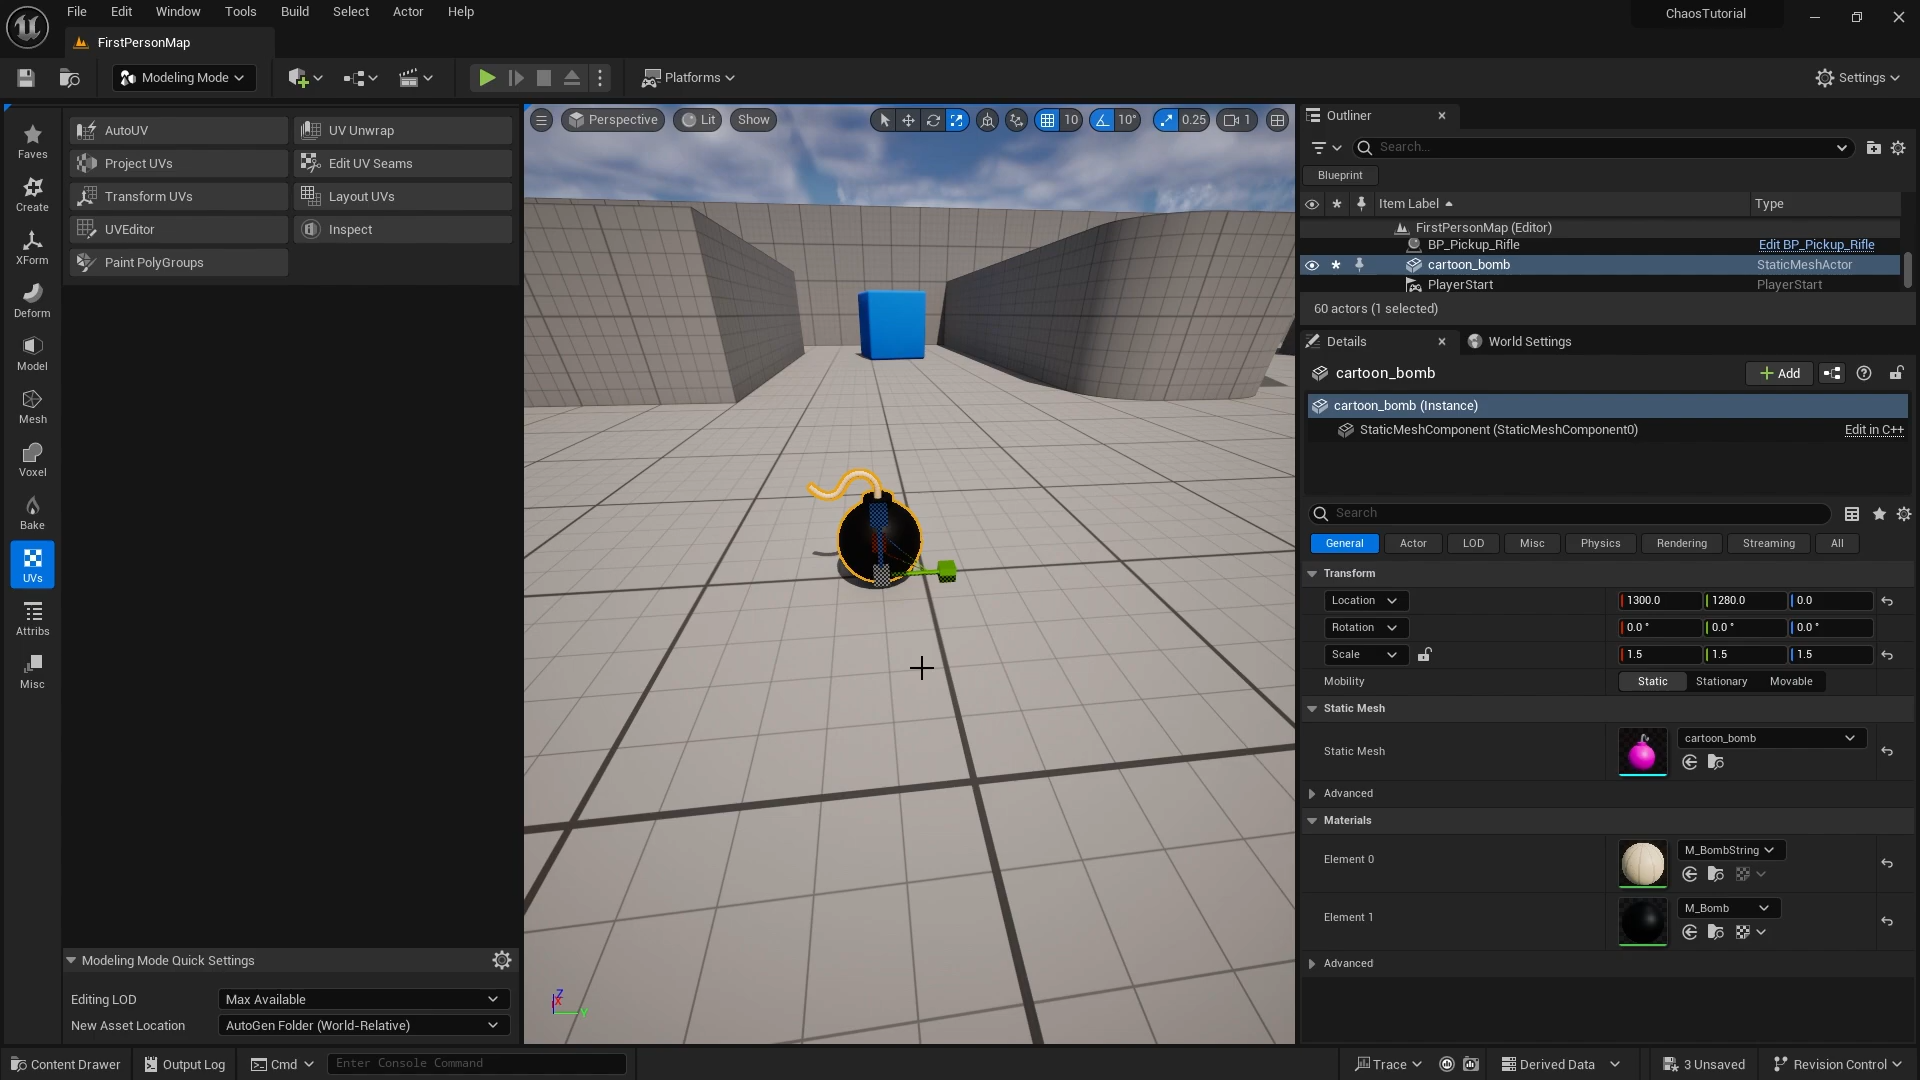 File Edit Window Tools Build Select Actor Help
ChaosTutorial
FirstPersonMap
Modeling Mode
Platforms
Settings
Faves
Create
XForm
Deform
Model
Mesh
Voxel
Bake
UVs
Attribs
Misc
AutoUV
UV Unwrap
Project UVs
Edit UV Seams
Transform UVs
Layout UVs
UVEditor
Inspect
Paint PolyGroups
Modeling Mode Quick Settings
Editing LOD
Max Available
New Asset Location
AutoGen Folder (World-Relative)
Perspective
Lit
Show
10
10°
0.25
1
Z
X
Y
Outliner
Search...
Blueprint
Item Label
Type
FirstPersonMap (Editor)
BP_Pickup_Rifle
Edit BP_Pickup_Rifle
cartoon_bomb
StaticMeshActor
PlayerStart
PlayerStart
60 actors (1 selected)
Details
World Settings
cartoon_bomb
Add
cartoon_bomb (Instance)
StaticMeshComponent (StaticMeshComponent0)
Edit in C++
Search
General
Actor
LOD
Misc
Physics
Rendering
Streaming
All
Transform
Location
1300.0
1280.0
0.0
Rotation
0.0 °
0.0 °
0.0 °
Scale
1.5
1.5
1.5
Mobility
Static
Stationary
Movable
Static Mesh
Static Mesh
cartoon_bomb
Advanced
Materials
Element 0
M_BombString
Element 1
M_Bomb
Advanced
Content Drawer
Output Log
Cmd
Enter Console Command
Trace
Derived Data
3 Unsaved
Revision Control